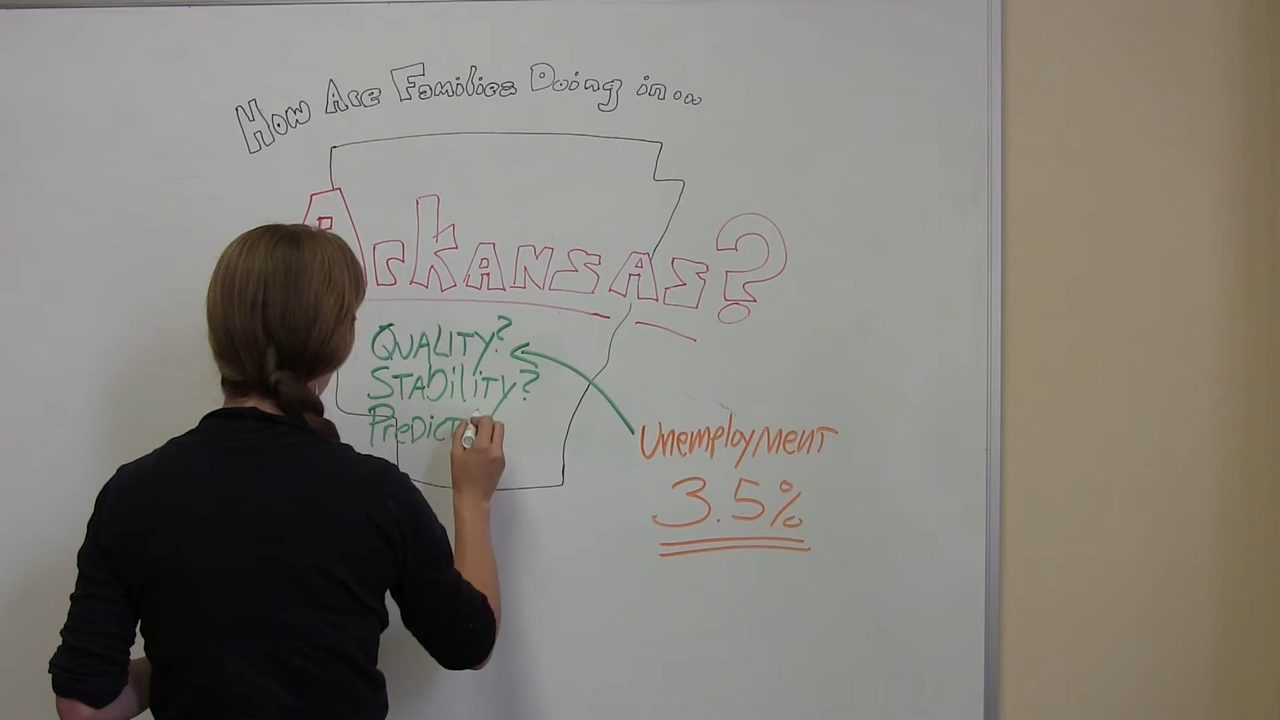 How Are Families Doing in...
Arkansas?
QUALITY?
STABILITY?
PREDICT
Unemployment
3.5%